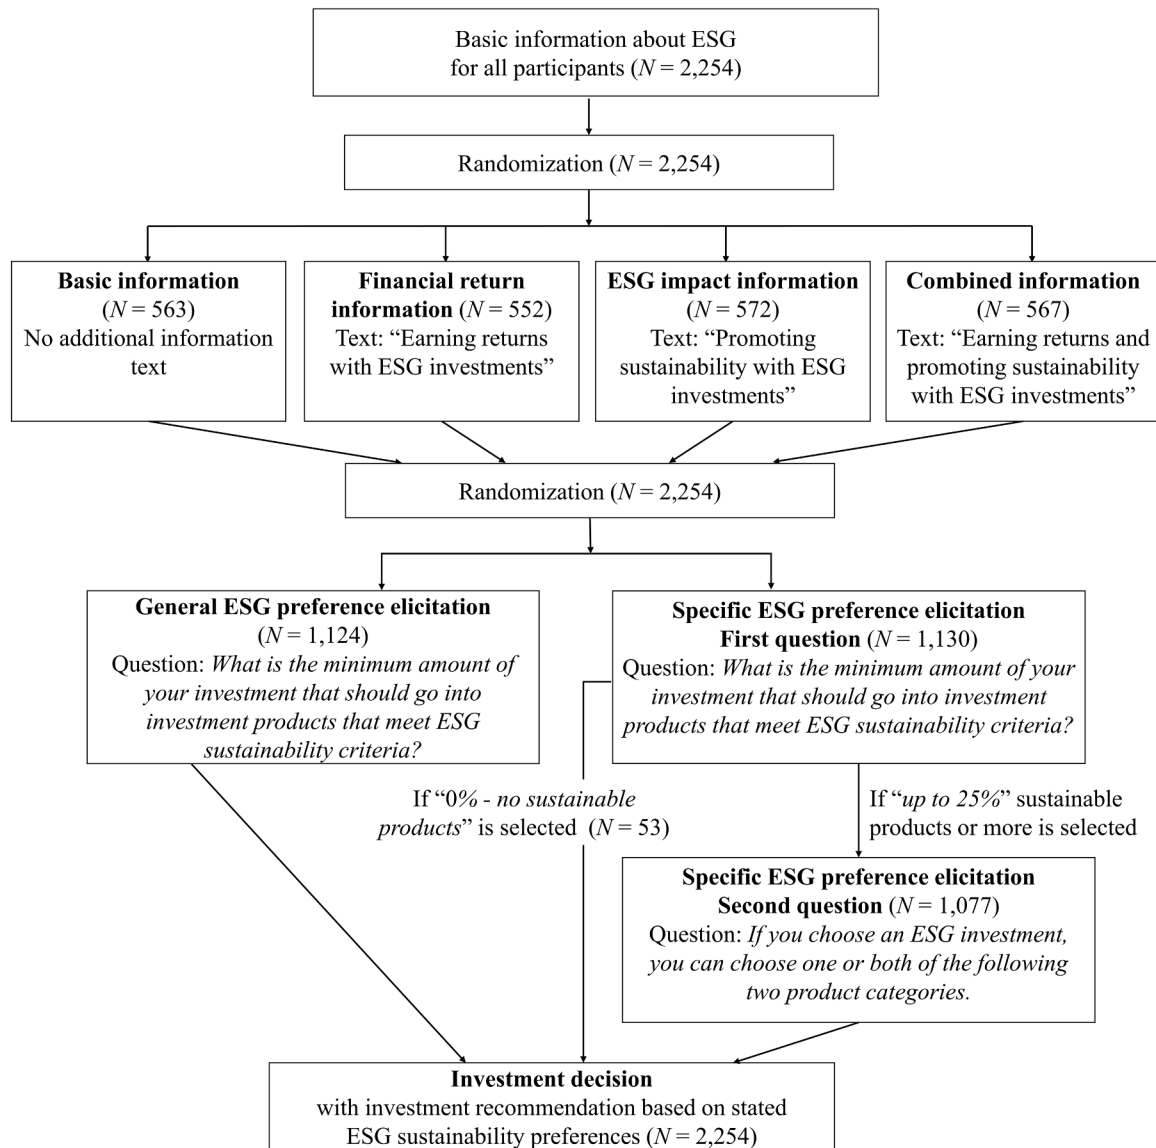 Basic information about ESG
for all participants (N = 2,254)
Randomization (N = 2,254)
Basic information
(N = 563)
No additional information
text
Financial return
information (N = 552)
Text: “Earning returns
with ESG investments”
ESG impact information
(N = 572)
Text: “Promoting
sustainability with ESG
investments”
Combined information
(N = 567)
Text: “Earning returns and
promoting sustainability
with ESG investments”
Randomization (N = 2,254)
General ESG preference elicitation
(N = 1,124)
Question: What is the minimum amount of
your investment that should go into
investment products that meet ESG
sustainability criteria?
Specific ESG preference elicitation
First question (N = 1,130)
Question: What is the minimum amount of your
investment that should go into investment
products that meet ESG sustainability criteria?
If “0% - no sustainable
products” is selected (N = 53)
If “up to 25%” sustainable
products or more is selected
Specific ESG preference elicitation
Second question (N = 1,077)
Question: If you choose an ESG investment,
you can choose one or both of the following
two product categories.
Investment decision
with investment recommendation based on stated
ESG sustainability preferences (N = 2,254)